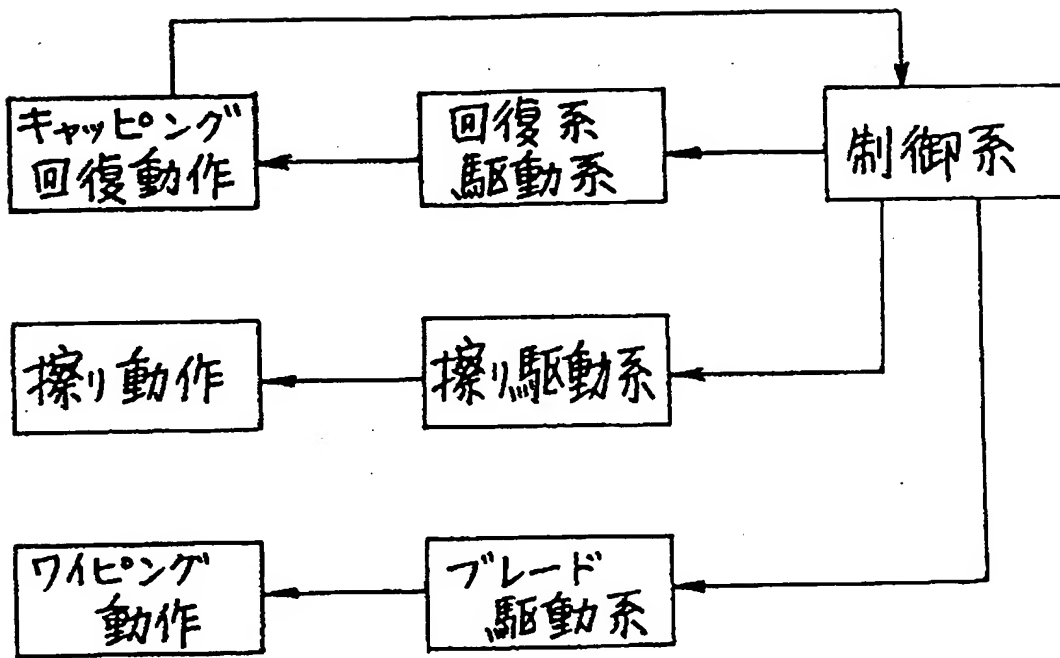 キャッピング
回復動作
回復系
駆動系
制御系
擦り動作
擦り駆動系
ワイピング
動作
ブレード
駆動系